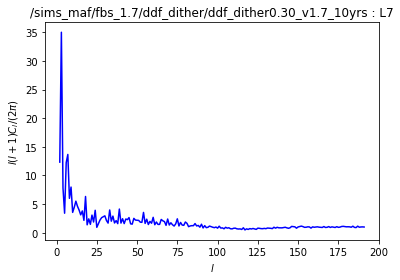 /sims_maf/fbs_1.7/ddf_dither/ddf_dither0.30_v1.7_10yrs : L7
35
30
25
20
15
10
5
0
l(l + 1)C_l/(2π)
0 25 50 75 100 125 150 175 200
l